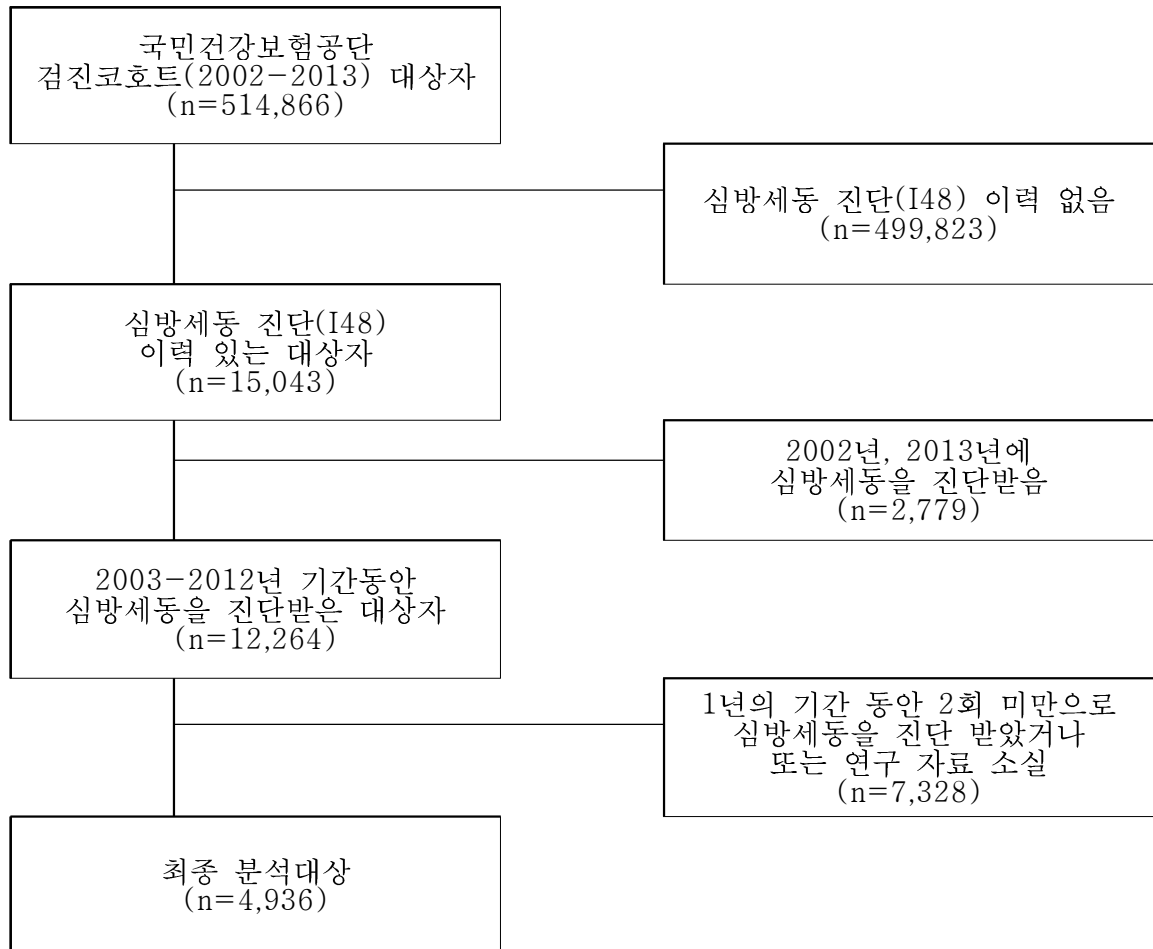 국민건강보험공단
검진코호트(2002-2013) 대상자
(n=514,866)
심방세동 진단(I48) 이력 없음
(n=499,823)
심방세동 진단(I48)
이력 있는 대상자
(n=15,043)
2002년, 2013년에
심방세동을 진단받음
(n=2,779)
2003-2012년 기간동안
심방세동을 진단받은 대상자
(n=12,264)
1년의 기간 동안 2회 미만으로
심방세동을 진단 받았거나
또는 연구 자료 소실
(n=7,328)
최종 분석대상
(n=4,936)